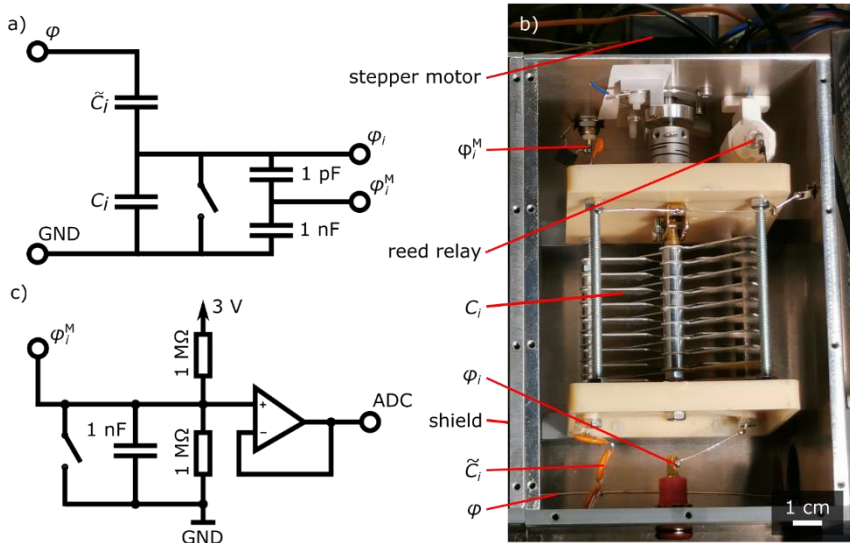 a)
φ
C̃i
φi
1 pF
Ci
φiᴹ
GND
1 nF
b)
stepper motor
φiᴹ
reed relay
Ci
φi
shield
C̃i
φ
1 cm
c)
3 V
φiᴹ
1 MΩ
ADC
+
−
1 nF
1 MΩ
GND